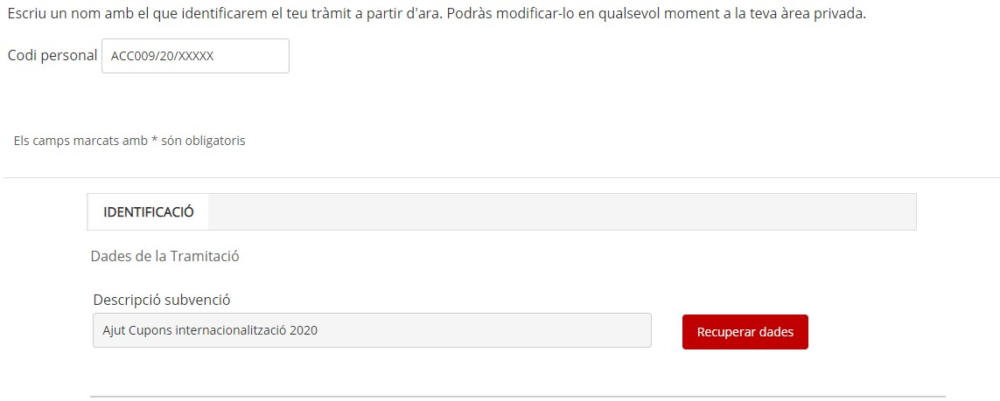 Escriu un nom amb el que identificarem el teu tràmit a partir d'ara. Podràs modificar-lo en qualsevol moment a la teva àrea privada.
Codi personal ACC009/20/XXXXX
Els camps marcats amb * són obligatoris
IDENTIFICACIÓ
Dades de la Tramitació
Descripció subvenció
Ajut Cupons internacionalització 2020 Recuperar dades